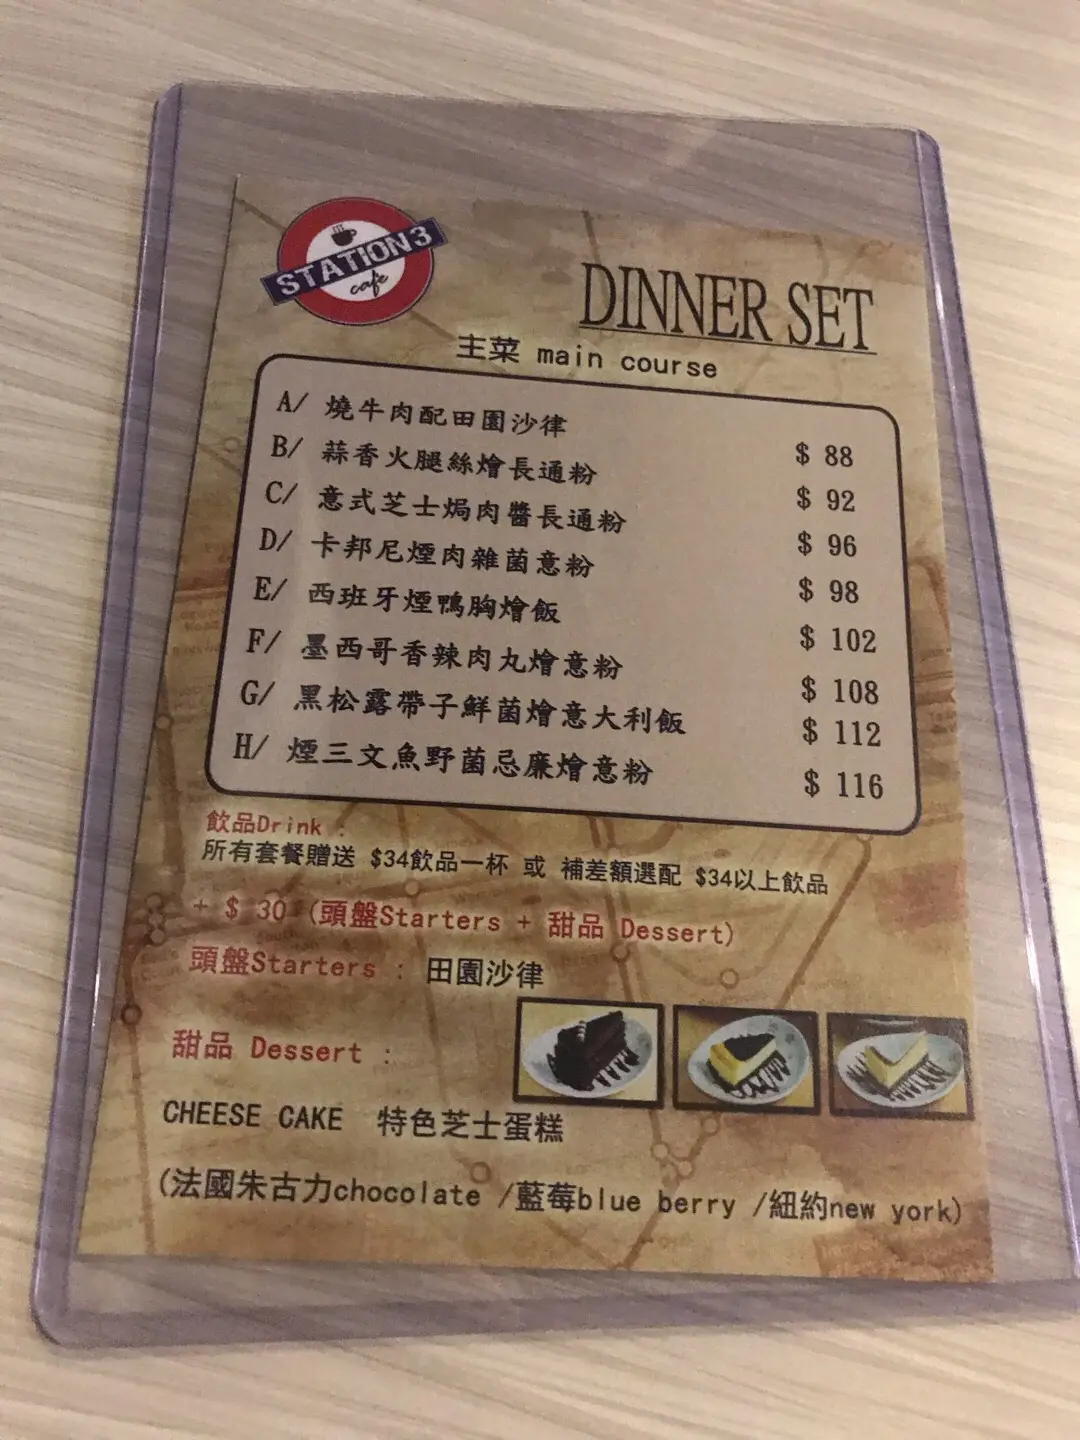 STATION3
cafe
DINNER SET
主菜 main course
A/ 燒牛肉配田園沙律 $ 88
B/ 蒜香火腿絲燴長通粉 $ 92
C/ 意式芝士焗肉醬長通粉 $ 96
D/ 卡邦尼煙肉雜菌意粉 $ 98
E/ 西班牙煙鴨胸燴飯 $ 102
F/ 墨西哥香辣肉丸燴意粉 $ 108
G/ 黑松露帶子鮮菌燴意大利飯 $ 112
H/ 煙三文魚野菌忌廉燴意粉 $ 116
飲品Drink :
所有套餐贈送 $34飲品一杯 或 補差額選配 $34以上飲品
+ $ 30 (頭盤Starters + 甜品 Dessert)
頭盤Starters : 田園沙律
甜品 Dessert :
CHEESE CAKE 特色芝士蛋糕
(法國朱古力chocolate /藍莓blue berry /紐約new york)